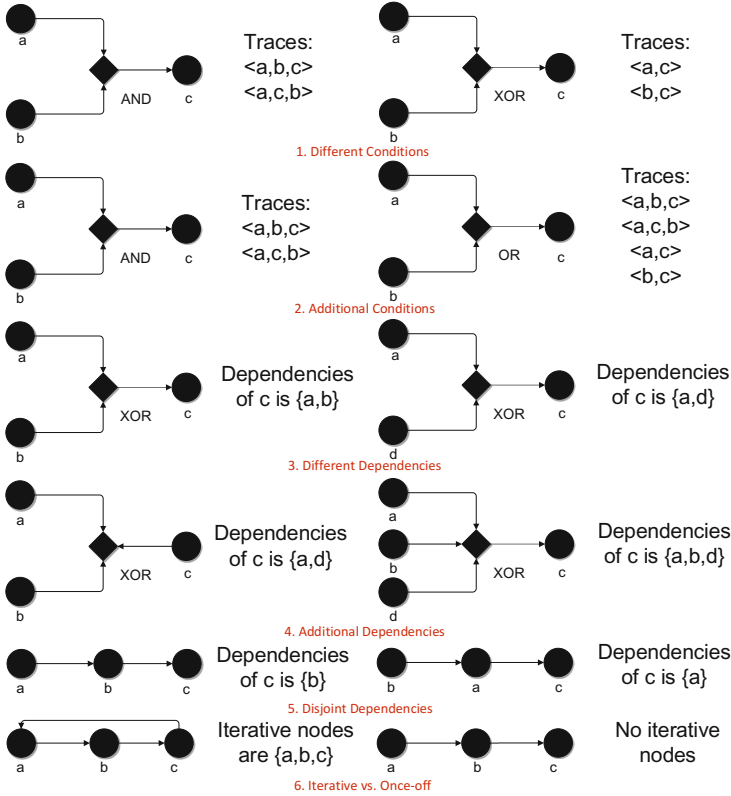 a
AND
c
b
Traces:
<a,b,c>
<a,c,b>
a
XOR
c
b
Traces:
<a,c>
<b,c>
1. Different Conditions
a
AND
c
b
Traces:
<a,b,c>
<a,c,b>
a
OR
c
b
Traces:
<a,b,c>
<a,c,b>
<a,c>
<b,c>
2. Additional Conditions
a
XOR
c
b
Dependencies
of c is {a,b}
a
XOR
c
d
Dependencies
of c is {a,d}
3. Different Dependencies
a
XOR
c
b
Dependencies
of c is {a,d}
a
b
XOR
c
d
Dependencies
of c is {a,b,d}
4. Additional Dependencies
a b c
Dependencies
of c is {b}
b a c
Dependencies
of c is {a}
5. Disjoint Dependencies
a b c
Iterative nodes
are {a,b,c}
a b c
No iterative
nodes
6. Iterative vs. Once-off